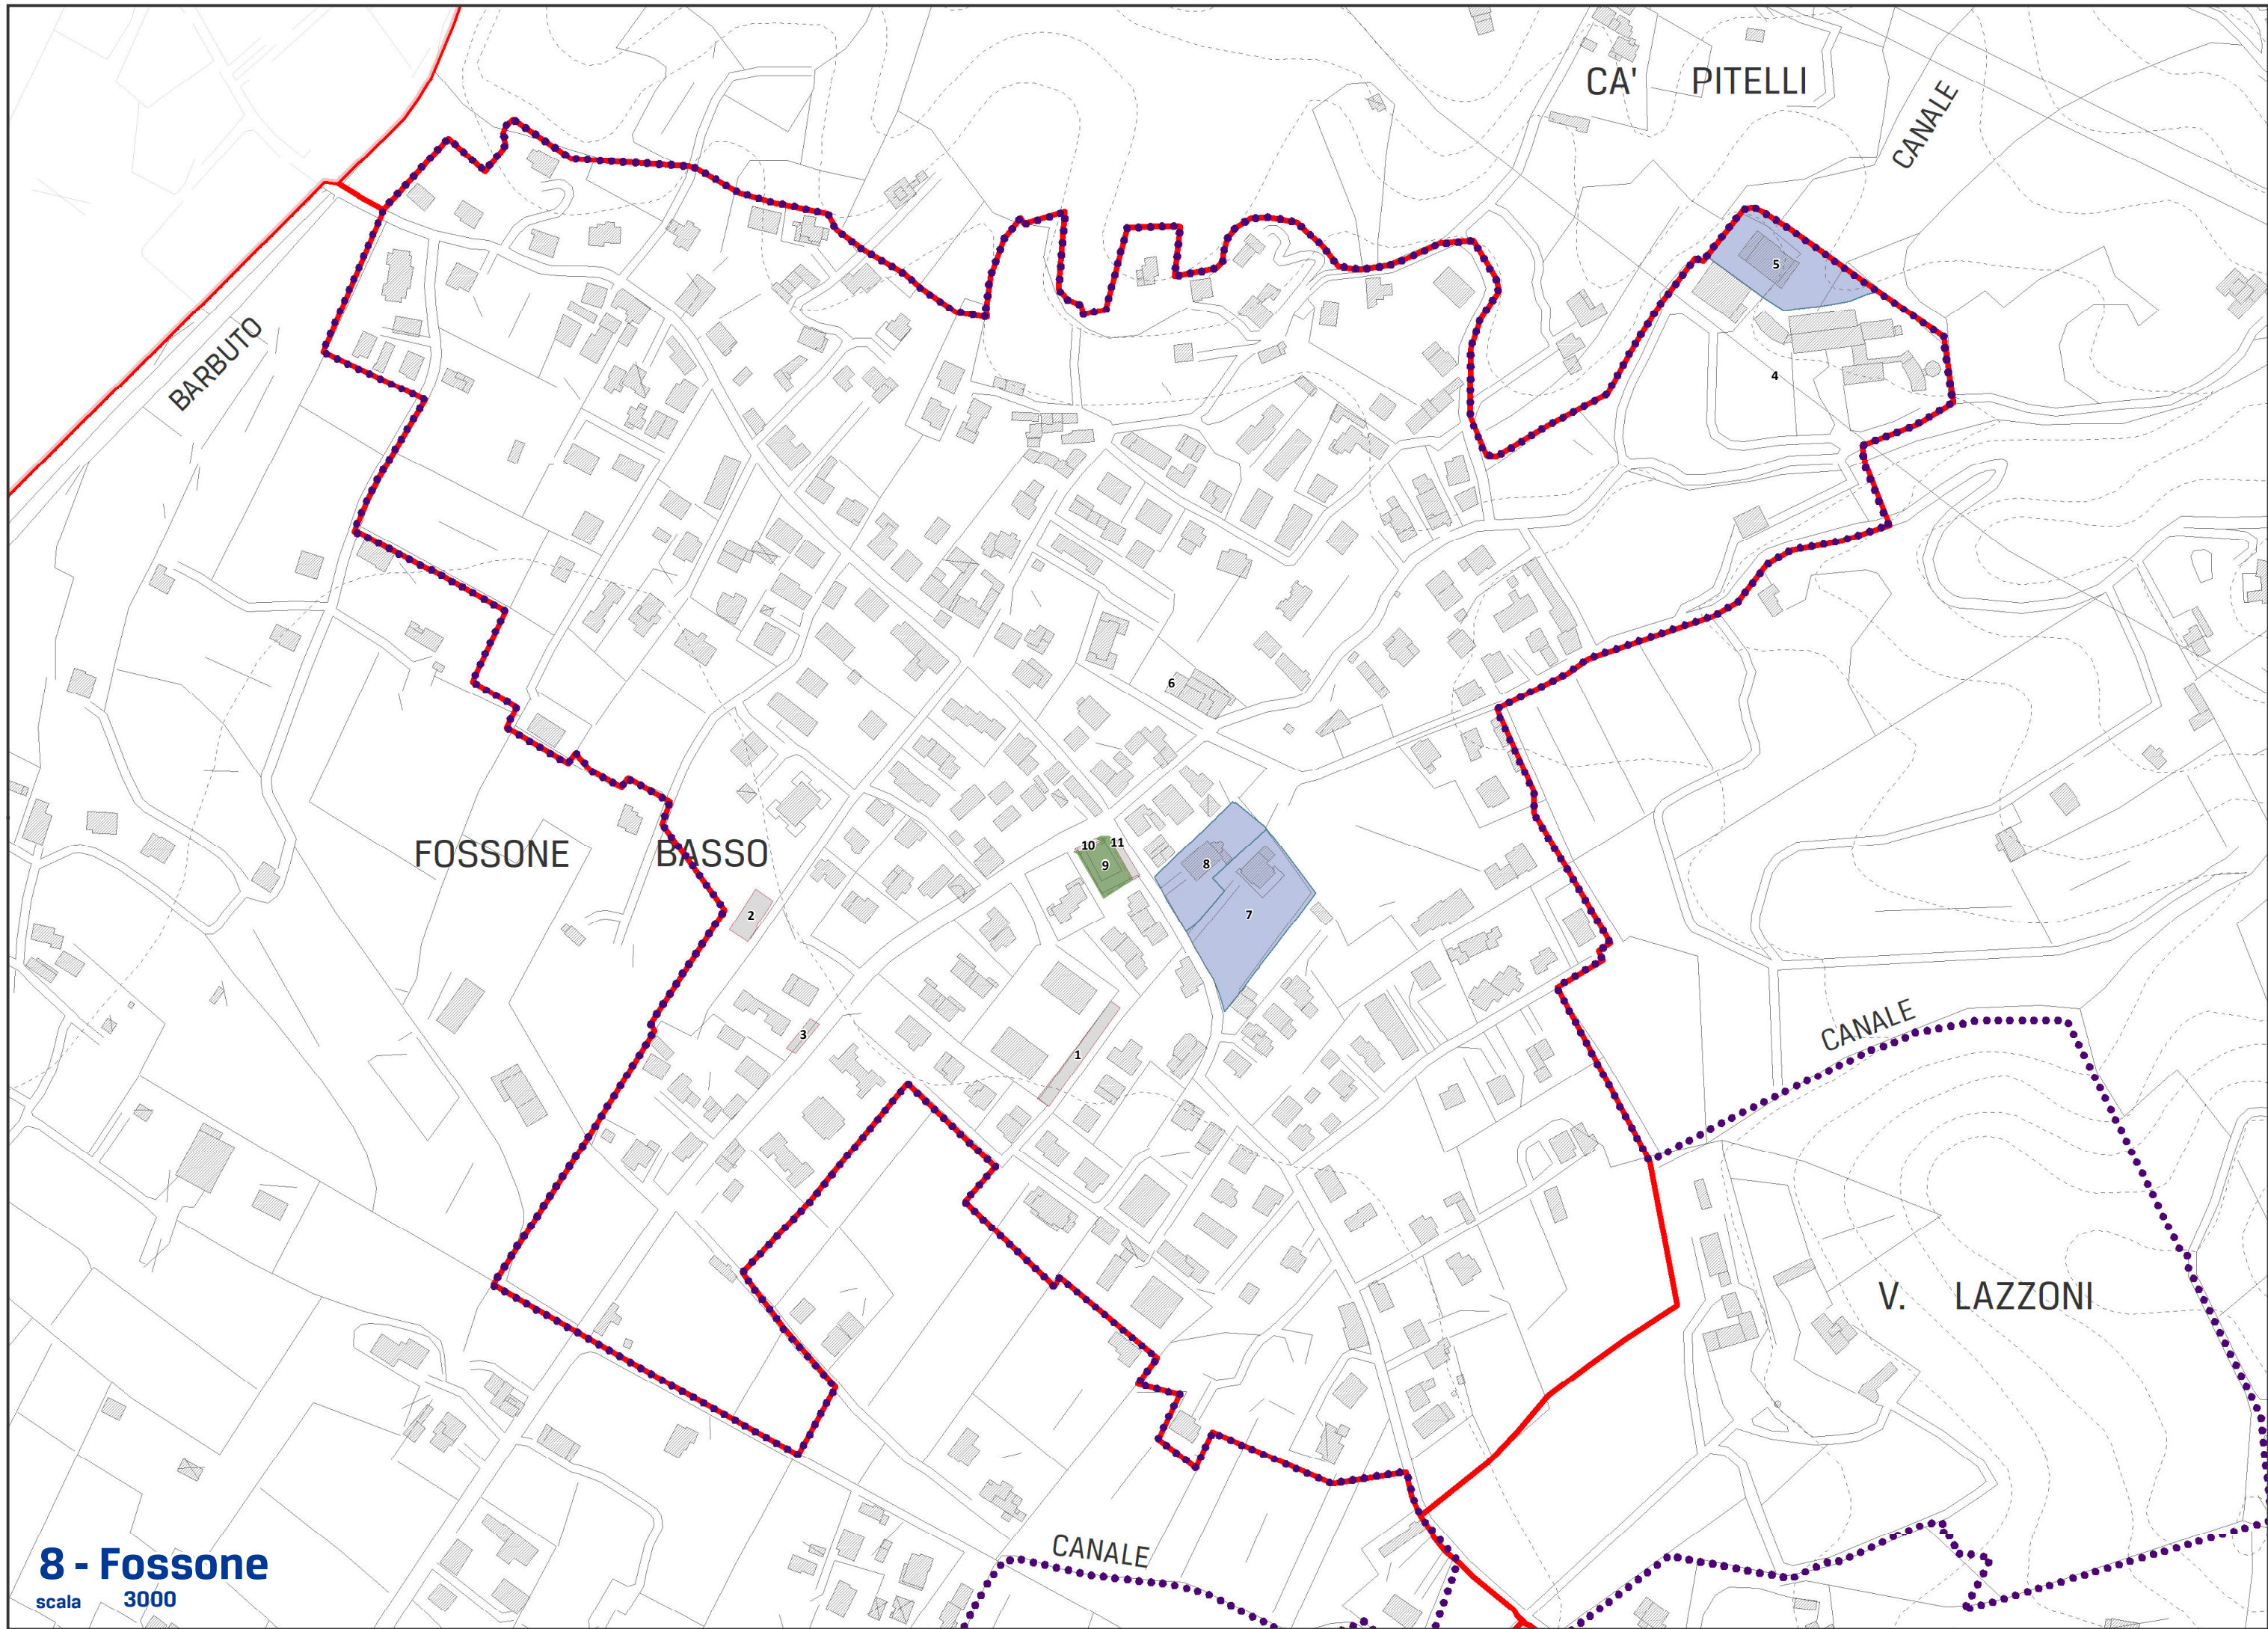 CA' PITELLI
CANALE
5
BARBUTO
4
6
FOSSONE BASSO
10 11
9
8
7
2
3
1
CANALE
V. LAZZONI
CANALE
8 - Fossone
scala 3000